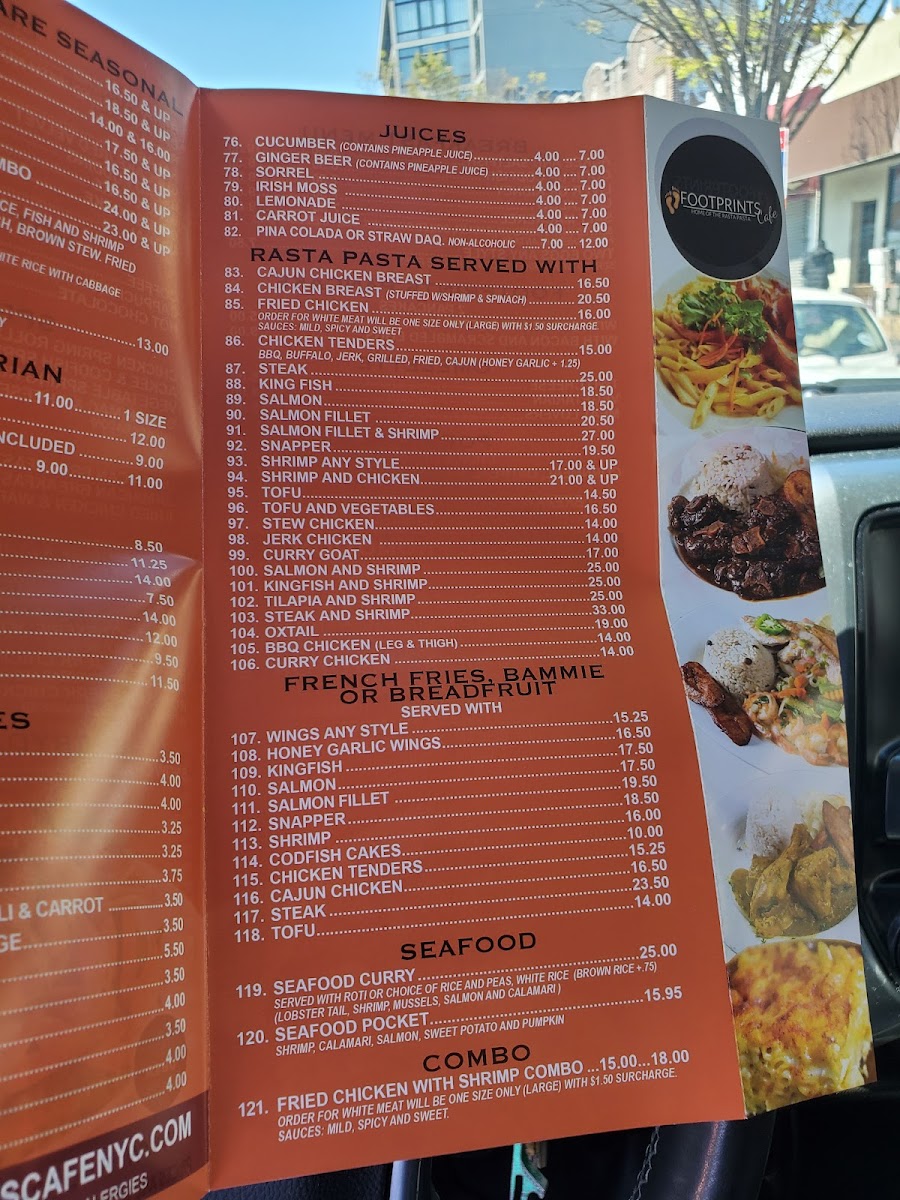 ARE SEASONAL
16.50 & UP
18.50 & UP
14.00 & 16.00
17.50 & UP
16.50 & UP
16.50 & UP
24.00 & UP
23.00 & UP
FISH AND SHRIMP
BROWN STEW, FRIED
RICE WITH CABBAGE
13.00
11.00 1 SIZE
12.00
INCLUDED 9.00
9.00 11.00
8.50
11.25
14.00
7.50
14.00
12.00
9.50
11.50
3.50
4.00
4.00
3.25
3.25
3.75
& CARROT 3.50
3.50
5.50
3.50
4.00
3.50
4.00
4.00
SCAFENYC.COM
JUICES
76. CUCUMBER (CONTAINS PINEAPPLE JUICE) 4.00 .... 7.00
77. GINGER BEER (CONTAINS PINEAPPLE JUICE) 4.00 .... 7.00
78. SORREL 4.00 .... 7.00
79. IRISH MOSS 4.00 .... 7.00
80. LEMONADE 4.00 .... 7.00
81. CARROT JUICE 4.00 .... 7.00
82. PINA COLADA OR STRAW DAQ. NON-ALCOHOLIC 7.00 ... 12.00
RASTA PASTA SERVED WITH
83. CAJUN CHICKEN BREAST 16.50
84. CHICKEN BREAST (STUFFED W/SHRIMP & SPINACH) 20.50
85. FRIED CHICKEN 16.00
ORDER FOR WHITE MEAT WILL BE ONE SIZE ONLY (LARGE) WITH $1.50 SURCHARGE.
SAUCES: MILD, SPICY AND SWEET
86. CHICKEN TENDERS 15.00
BBQ, BUFFALO, JERK, GRILLED, FRIED, CAJUN (HONEY GARLIC + 1.25)
87. STEAK 25.00
88. KING FISH 18.50
89. SALMON 18.50
90. SALMON FILLET 20.50
91. SALMON FILLET & SHRIMP 27.00
92. SNAPPER 19.50
93. SHRIMP ANY STYLE 17.00 & UP
94. SHRIMP AND CHICKEN 21.00 & UP
95. TOFU 14.50
96. TOFU AND VEGETABLES 16.50
97. STEW CHICKEN 14.00
98. JERK CHICKEN 14.00
99. CURRY GOAT 17.00
100. SALMON AND SHRIMP 25.00
101. KINGFISH AND SHRIMP 25.00
102. TILAPIA AND SHRIMP 25.00
103. STEAK AND SHRIMP 33.00
104. OXTAIL 19.00
105. BBQ CHICKEN (LEG & THIGH) 14.00
106. CURRY CHICKEN 14.00
FRENCH FRIES, BAMMIE
OR BREADFRUIT
SERVED WITH
107. WINGS ANY STYLE 15.25
108. HONEY GARLIC WINGS 16.50
109. KINGFISH 17.50
110. SALMON 17.50
111. SALMON FILLET 19.50
112. SNAPPER 18.50
113. SHRIMP 16.00
114. CODFISH CAKES 10.00
115. CHICKEN TENDERS 15.25
116. CAJUN CHICKEN 16.50
117. STEAK 23.50
118. TOFU 14.00
SEAFOOD
119. SEAFOOD CURRY 25.00
SERVED WITH ROTI OR CHOICE OF RICE AND PEAS, WHITE RICE (BROWN RICE +.75)
(LOBSTER TAIL, SHRIMP, MUSSELS, SALMON AND CALAMARI )
120. SEAFOOD POCKET 15.95
SHRIMP, CALAMARI, SALMON, SWEET POTATO AND PUMPKIN
COMBO
121. FRIED CHICKEN WITH SHRIMP COMBO ...15.00...18.00
ORDER FOR WHITE MEAT WILL BE ONE SIZE ONLY (LARGE) WITH $1.50 SURCHARGE.
SAUCES: MILD, SPICY AND SWEET.
FOOTPRINTS
Cafe
HOME OF THE RASTA PASTA